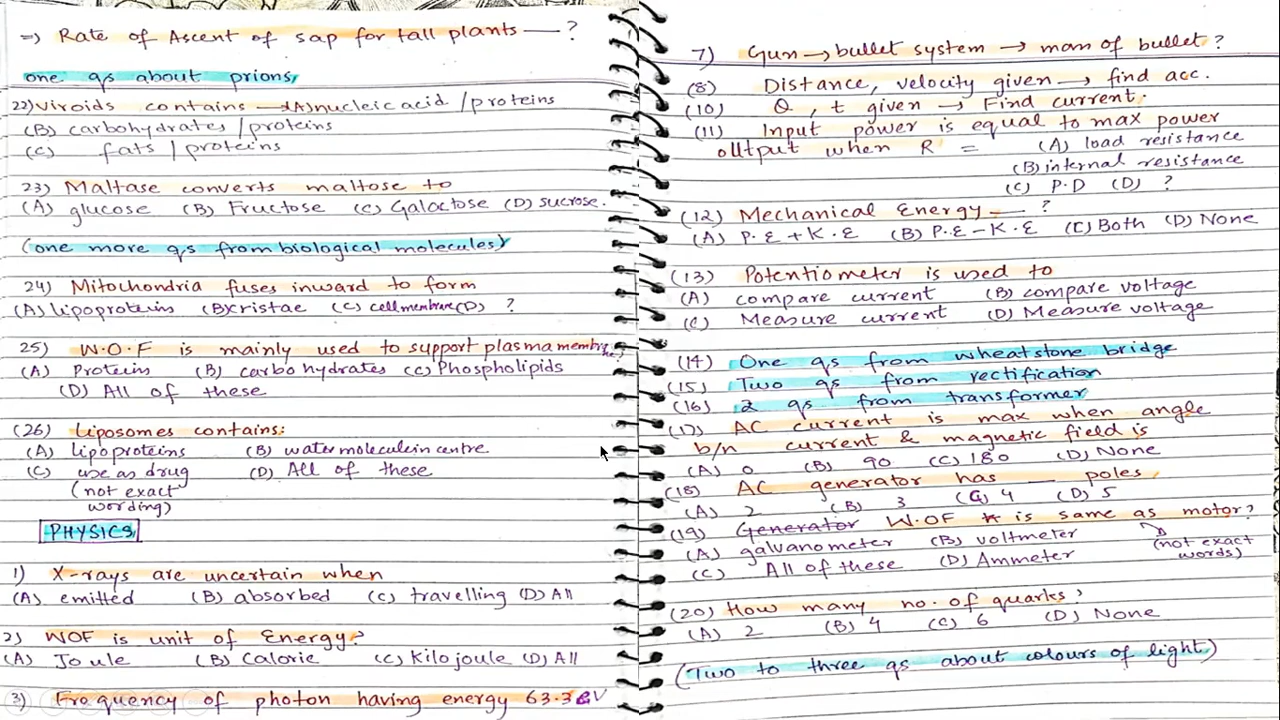 => Rate of Ascent of sap for tall plants — ?
one qs about prions,
22) viroids contains (A) nucleic acid / proteins
(B) carbohydrates / proteins
(C) fats / proteins
23) Maltase converts maltose to
(A) glucose (B) Fructose (C) Galactose (D) sucrose.
(one more qs from biological molecules)
24) Mitochondria fuses inward to form
(A) lipoproteins (B) cristae (C) cell membrane (D) ?
25) W.O.F is mainly used to support plasma membrane?
(A) Proteins (B) carbohydrates (C) Phospholipids
(D) All of these
(26) Liposomes contains:
(A) lipoproteins (B) water molecule in centre
(C) use as drug (D) All of these
(not exact
wording)
PHYSICS
1) X-rays are uncertain when
(A) emitted (B) absorbed (C) travelling (D) All
2) WOF is unit of Energy?
(A) Joule (B) Calorie (C) Kilojoule (D) All
3) Frequency of photon having energy 63.3 eV
7) Gun → bullet system → man of bullet?
(8) Distance, velocity given → find acc.
(10) Q, t given → Find current.
(11) Input power is equal to max power
output when R = (A) load resistance
(B) internal resistance
(C) P.D (D) ?
(12) Mechanical Energy — ?
(A) P.E + K.E (B) P.E - K.E (C) Both (D) None
(13) Potentiometer is used to
(A) compare current (B) compare voltage
(C) Measure current (D) Measure voltage
(14) One qs from wheatstone bridge
(15) Two qs from rectification
(16) 2 qs from transformer
(17) AC current is max when angle
b/n current & magnetic field is
(A) 0 (B) 90 (C) 180 (D) None
(18) AC generator has — poles
(A) 2 (B) 3 (C) 4 (D) 5
(19) Generator W.OF is same as motor?
(A) galvanometer (B) voltmeter (not exact
(C) All of these (D) Ammeter words)
(20) How many no. of quarks?
(A) 2 (B) 4 (C) 6 (D) None
(Two to three qs about colours of light)